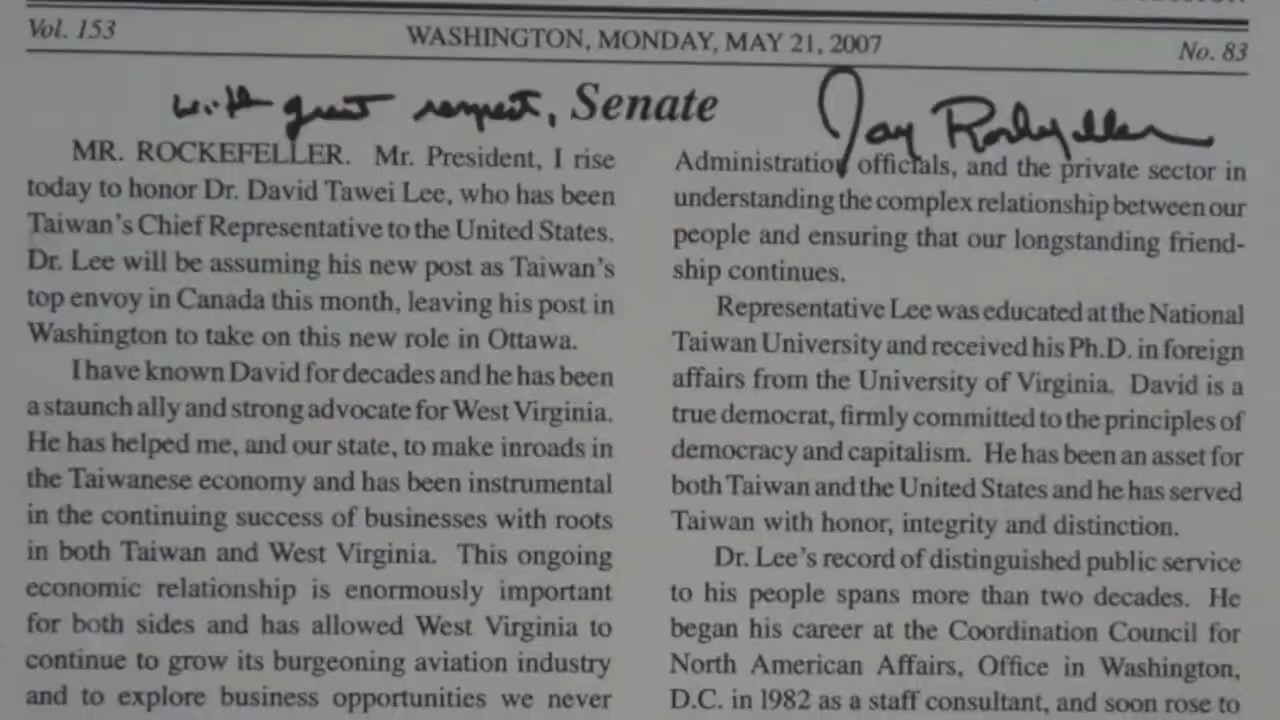 Vol. 153
WASHINGTON, MONDAY, MAY 21, 2007
No. 83
with great respect,
Senate
Jay Rockefeller
MR. ROCKEFELLER. Mr. President, I rise
today to honor Dr. David Tawei Lee, who has been
Taiwan's Chief Representative to the United States.
Dr. Lee will be assuming his new post as Taiwan's
top envoy in Canada this month, leaving his post in
Washington to take on this new role in Ottawa.
I have known David for decades and he has been
a staunch ally and strong advocate for West Virginia.
He has helped me, and our state, to make inroads in
the Taiwanese economy and has been instrumental
in the continuing success of businesses with roots
in both Taiwan and West Virginia. This ongoing
economic relationship is enormously important
for both sides and has allowed West Virginia to
continue to grow its burgeoning aviation industry
and to explore business opportunities we never
Administration officials, and the private sector in
understanding the complex relationship between our
people and ensuring that our longstanding friend-
ship continues.
Representative Lee was educated at the National
Taiwan University and received his Ph.D. in foreign
affairs from the University of Virginia. David is a
true democrat, firmly committed to the principles of
democracy and capitalism. He has been an asset for
both Taiwan and the United States and he has served
Taiwan with honor, integrity and distinction.
Dr. Lee's record of distinguished public service
to his people spans more than two decades. He
began his career at the Coordination Council for
North American Affairs, Office in Washington,
D.C. in 1982 as a staff consultant, and soon rose to